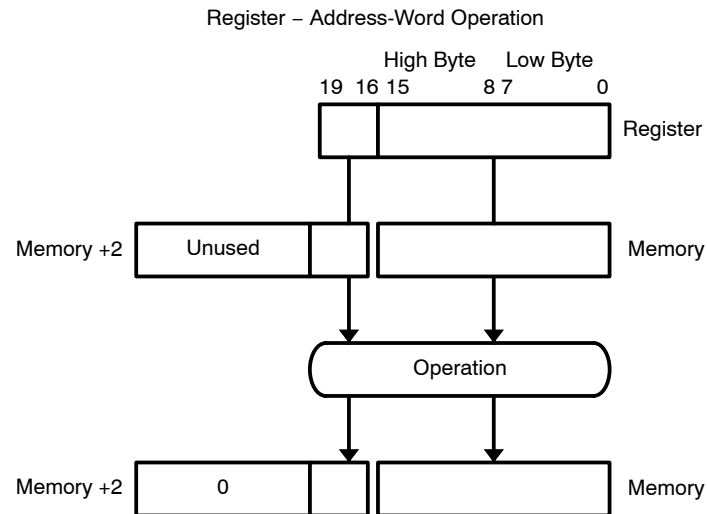 Register – Address-Word Operation
High Byte Low Byte
19 16 15 8 7 0
Register
Memory +2 Unused Memory
Operation
Memory +2 0 Memory